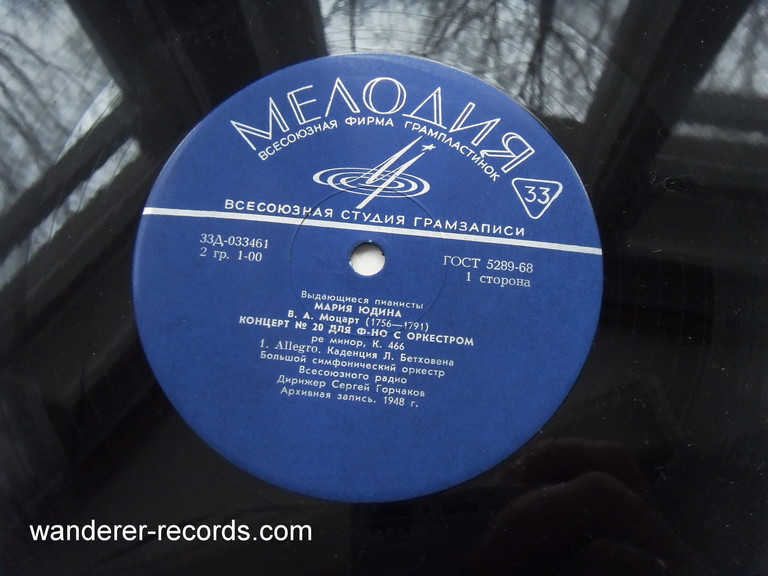 МЕЛОДИЯ
ВСЕСОЮЗНАЯ ФИРМА ГРАМПЛАСТИНОК
33
ВСЕСОЮЗНАЯ СТУДИЯ ГРАМЗАПИСИ
33Д-033461
2 гр. 1-00
ГОСТ 5289-68
1 сторона
Выдающиеся пианисты
МАРИЯ ЮДИНА
В. А. Моцарт (1756—1791)
КОНЦЕРТ № 20 ДЛЯ Ф-НО С ОРКЕСТРОМ
ре минор, К. 466
1. Allegro. Каденция Л. Бетховена
Большой симфонический оркестр
Всесоюзного радио
Дирижер Сергей Горчаков
Архивная запись. 1948 г.
wanderer-records.com